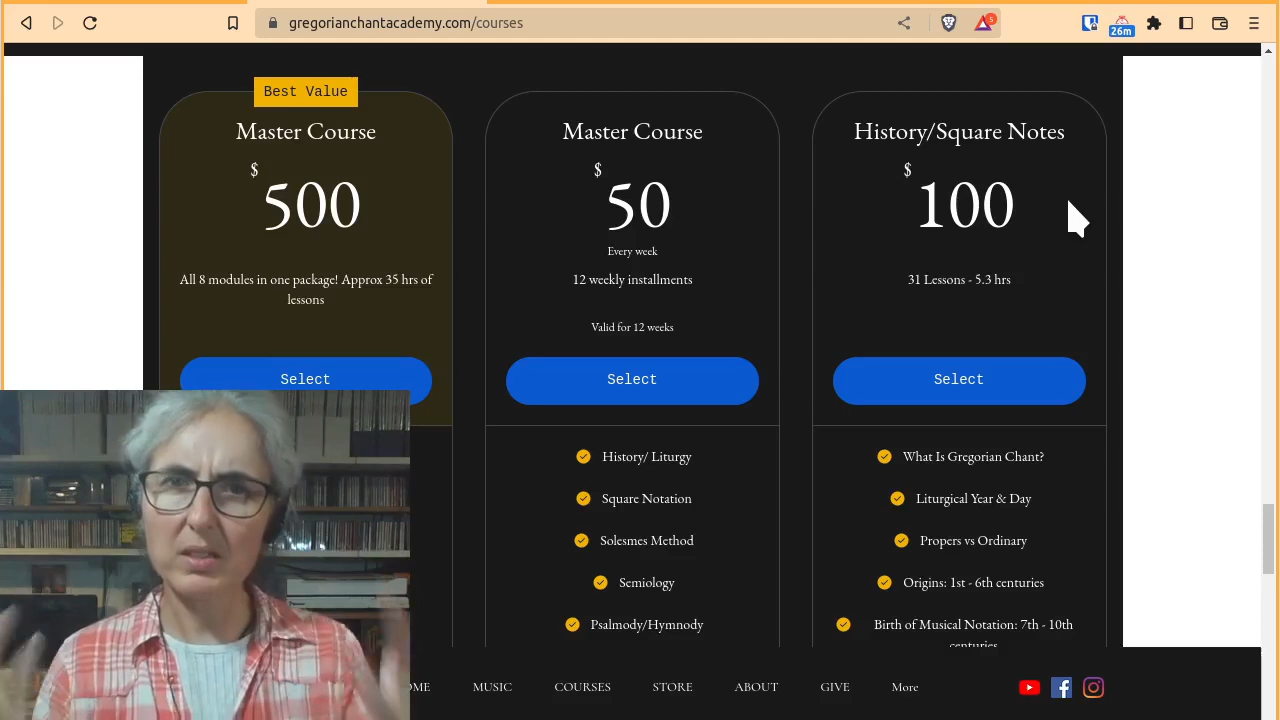 gregorianchantacademy.com/courses
5
26m
Best Value
Master Course
$
500
All 8 modules in one package! Approx 35 hrs of
lessons
Select
Master Course
$
50
Every week
12 weekly installments
Valid for 12 weeks
Select
History/ Liturgy
Square Notation
Solesmes Method
Semiology
Psalmody/Hymnody
History/Square Notes
$
100
31 Lessons - 5.3 hrs
Select
What Is Gregorian Chant?
Liturgical Year & Day
Propers vs Ordinary
Origins: 1st - 6th centuries
Birth of Musical Notation: 7th - 10th
centuries
OME MUSIC COURSES STORE ABOUT GIVE More